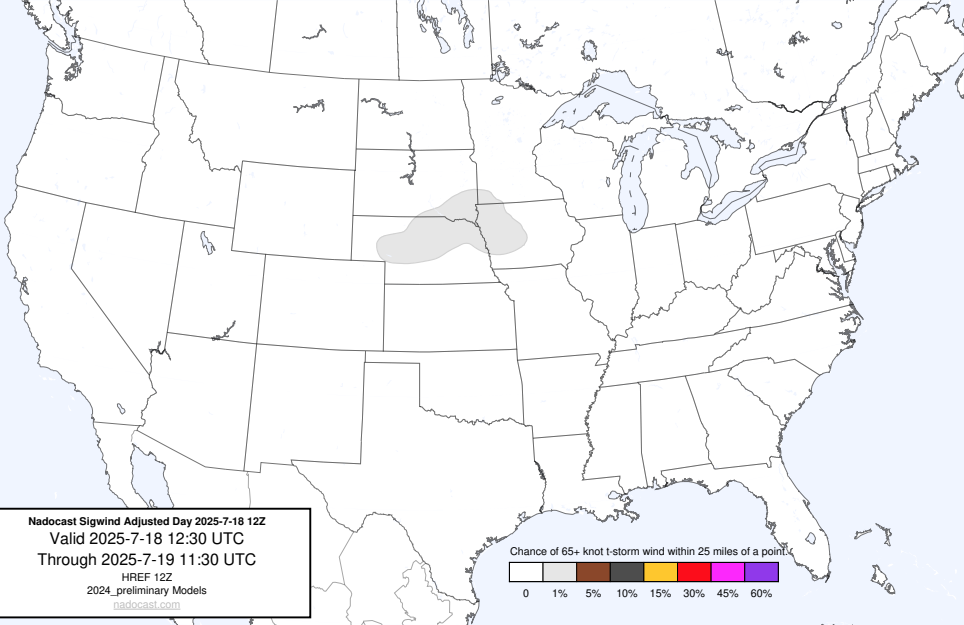 Nadocast Sigwind Adjusted Day 2025-7-18 12Z
Valid 2025-7-18 12:30 UTC
Through 2025-7-19 11:30 UTC
HREF 12Z
2024_preliminary Models
nadocast.com
Chance of 65+ knot t-storm wind within 25 miles of a point.
0 1% 5% 10% 15% 30% 45% 60%